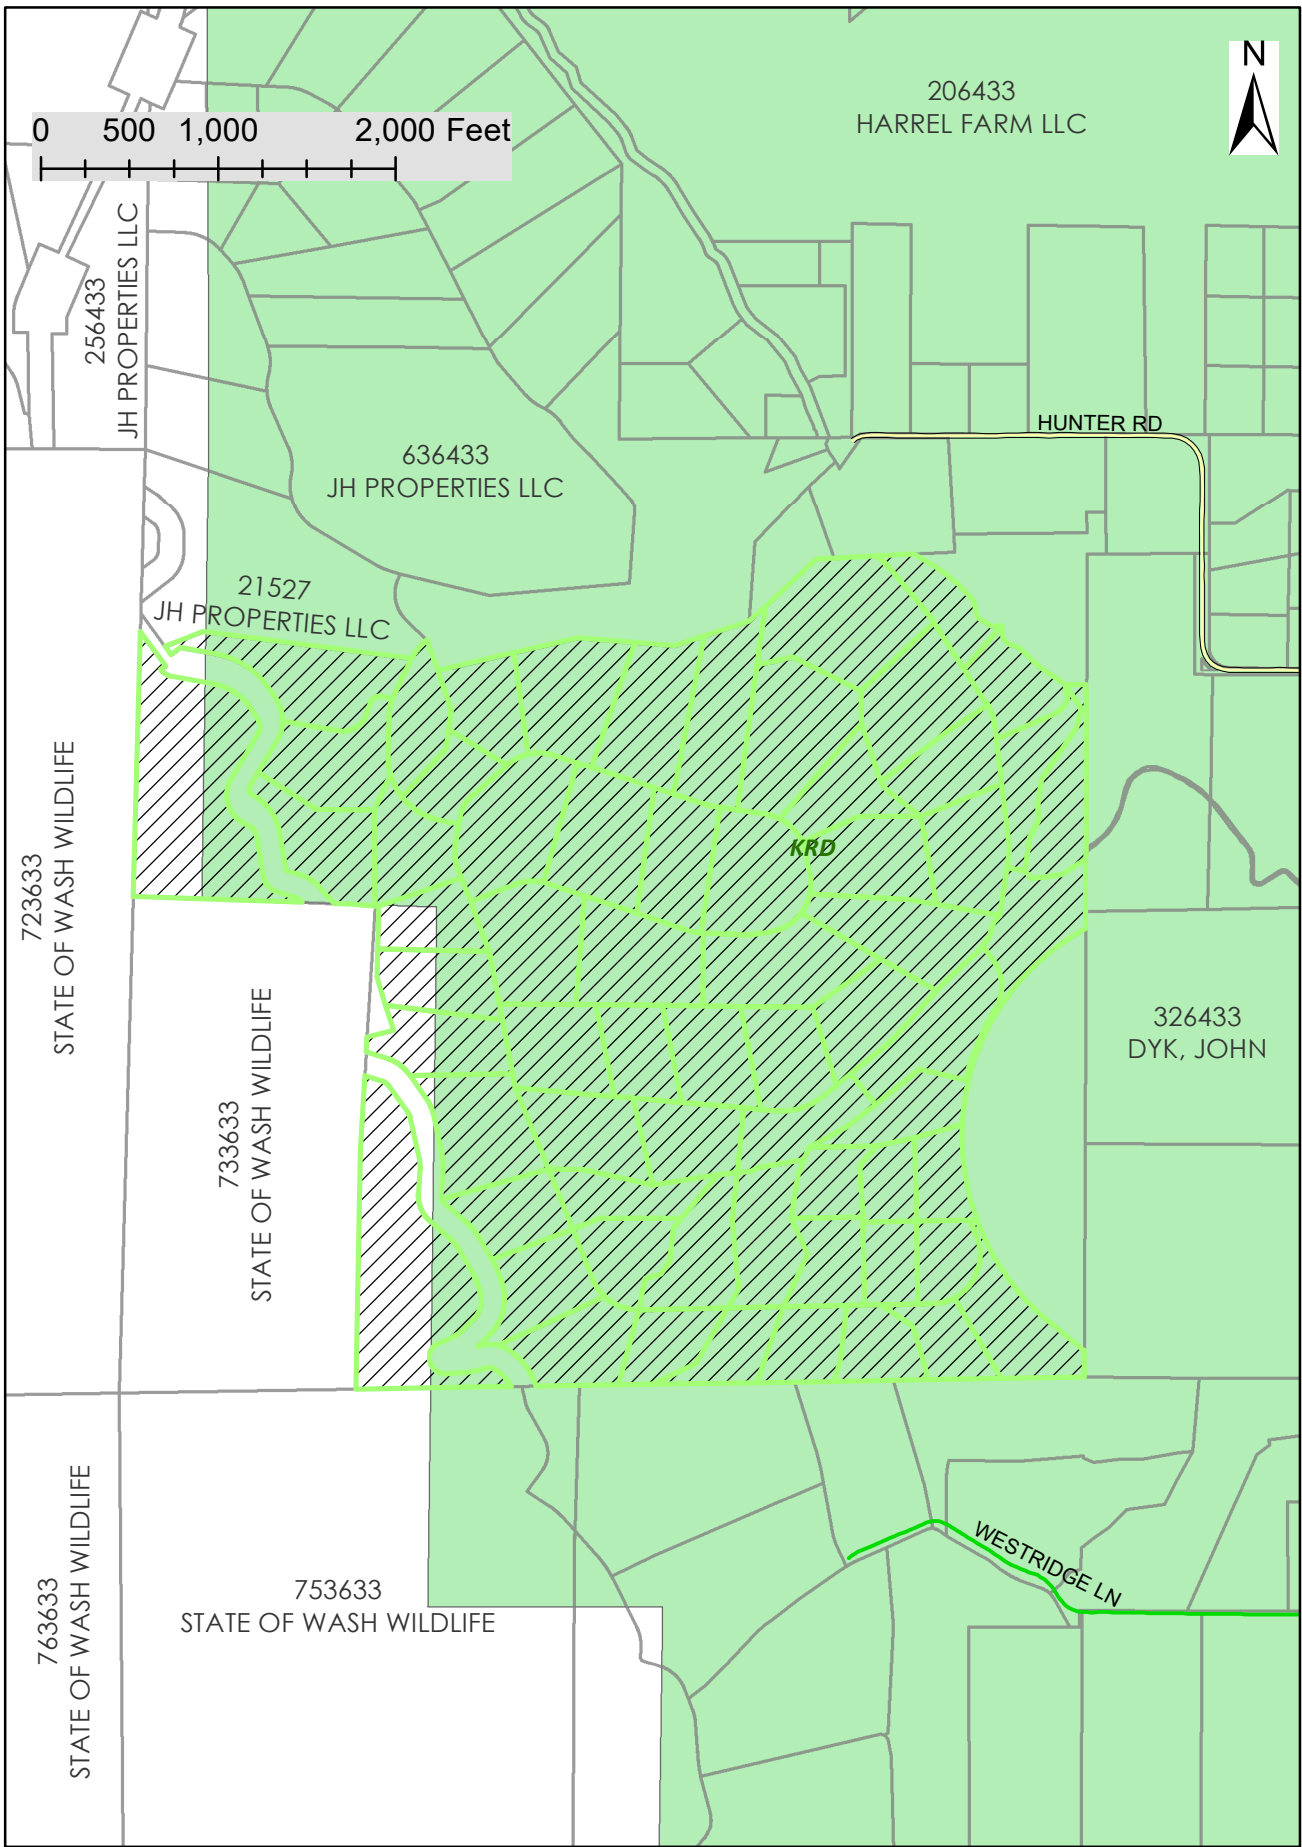 N
206433
HARREL FARM LLC
0 500 1,000 2,000 Feet
256433
JH PROPERTIES LLC
HUNTER RD
636433
JH PROPERTIES LLC
21527
JH PROPERTIES LLC
723633
STATE OF WASH WILDLIFE
KRD
733633
STATE OF WASH WILDLIFE
326433
DYK, JOHN
763633
STATE OF WASH WILDLIFE
753633
STATE OF WASH WILDLIFE
WESTRIDGE LN